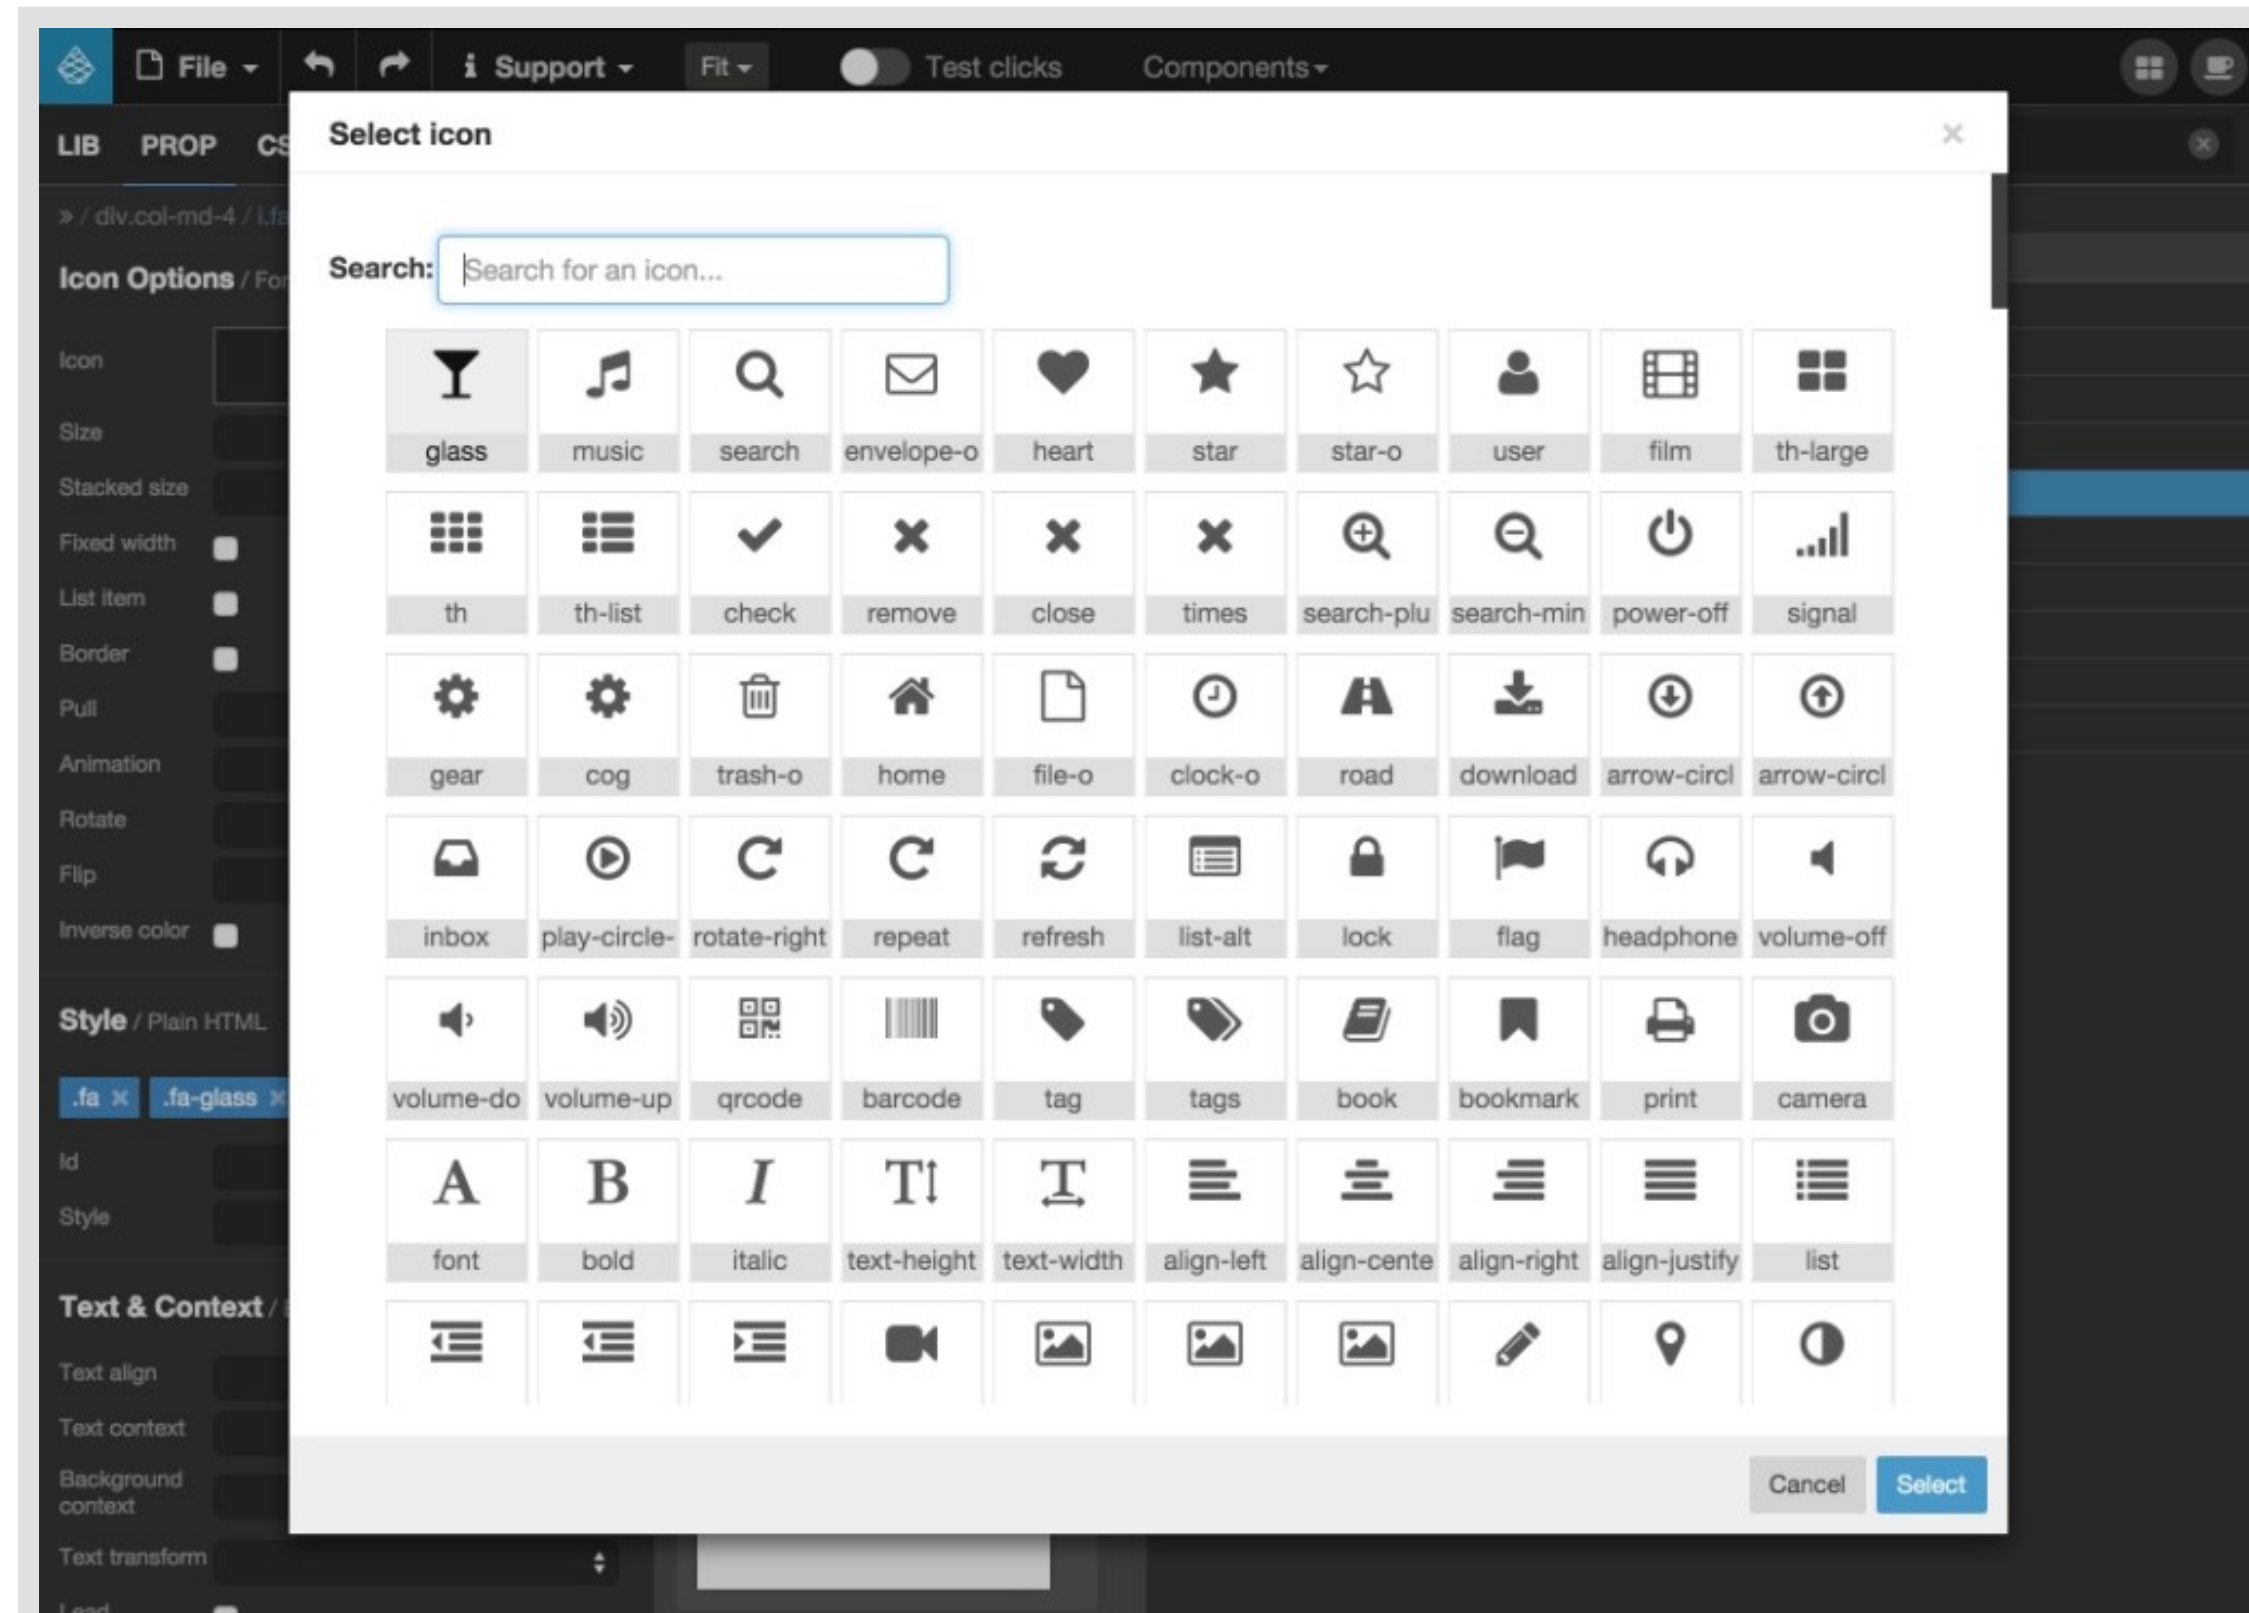 File Support Fit Test clicks Components
LIB PROP CS
Select icon
» / div.col-md-4 / i.fa
Icon Options / For
Search: Search for an icon...
Icon
Size
Stacked size
Fixed width
List item
Border
Pull
Animation
Rotate
Flip
Inverse color
Style / Plain HTML
.fa × .fa-glass ×
Id
Style
Text & Context /
Text align
Text context
Background
context
Text transform
Lead
glass music search envelope-o heart star star-o user film th-large
th th-list check remove close times search-plu search-min power-off signal
gear cog trash-o home file-o clock-o road download arrow-circl arrow-circl
inbox play-circle- rotate-right repeat refresh list-alt lock flag headphone volume-off
volume-do volume-up qrcode barcode tag tags book bookmark print camera
font bold italic text-height text-width align-left align-cente align-right align-justify list
Cancel Select